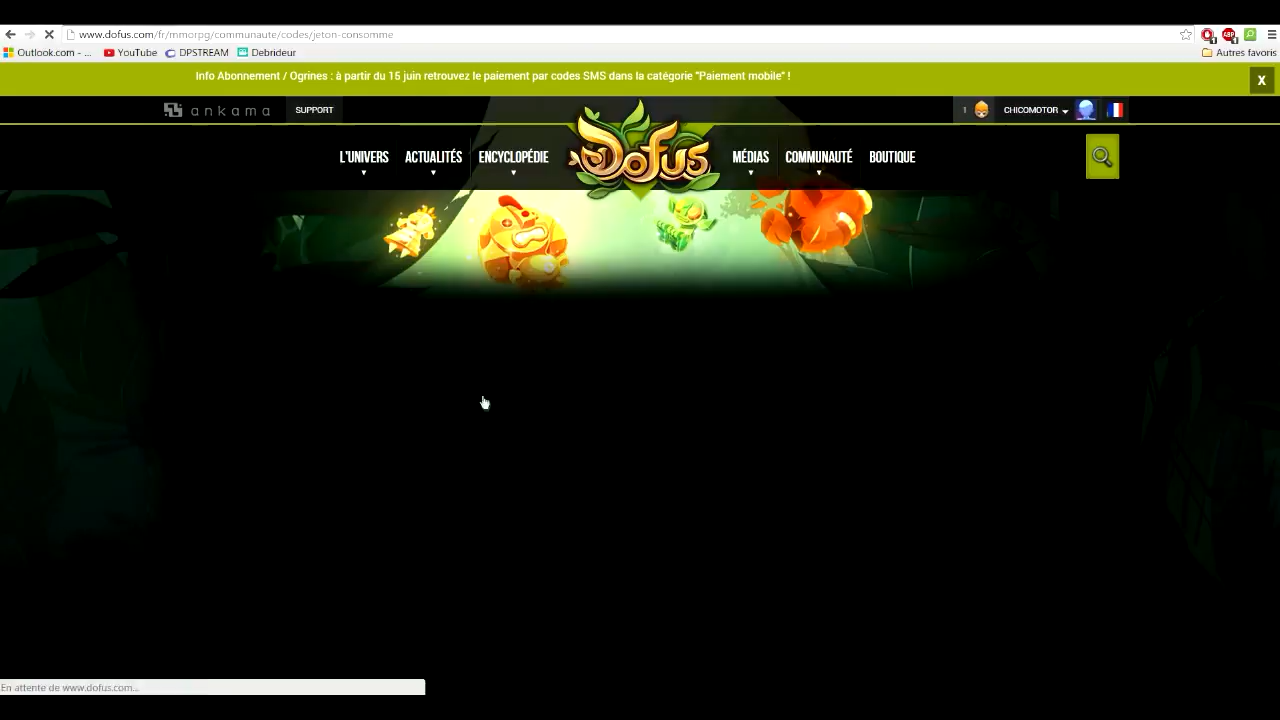 www.dofus.com/fr/mmorpg/communaute/codes/jeton-consomme
Outlook.com - ... YouTube DPSTREAM Debrideur Autres favoris
Info Abonnement / Ogrines : à partir du 15 juin retrouvez le paiement par codes SMS dans la catégorie "Paiement mobile" ! X
ankama SUPPORT 1 CHICOMOTOR
L'UNIVERS ACTUALITÉS ENCYCLOPÉDIE DOFUS MÉDIAS COMMUNAUTÉ BOUTIQUE
En attente de www.dofus.com...